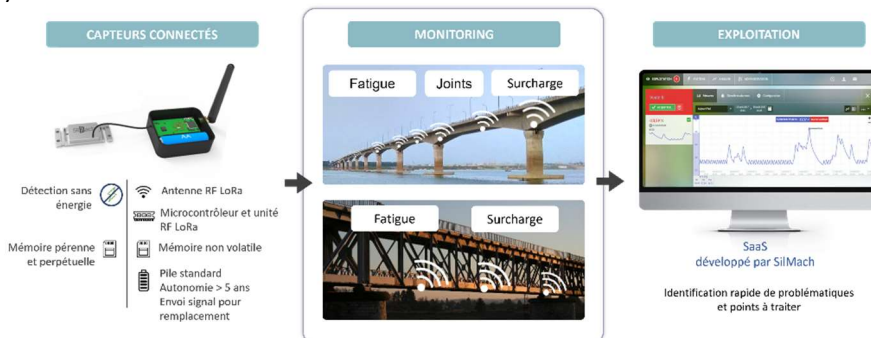 CAPTEURS CONNECTÉS
Détection sans
énergie
Mémoire pérenne
et perpétuelle
Antenne RF LoRa
Microcontrôleur et unité
RF LoRa
Mémoire non volatile
Pile standard
Autonomie > 5 ans
Envoi signal pour
remplacement
MONITORING
Fatigue Joints Surcharge
Fatigue Surcharge
EXPLOITATION
SaaS
développé par SilMach
Identification rapide de problématiques
et points à traiter